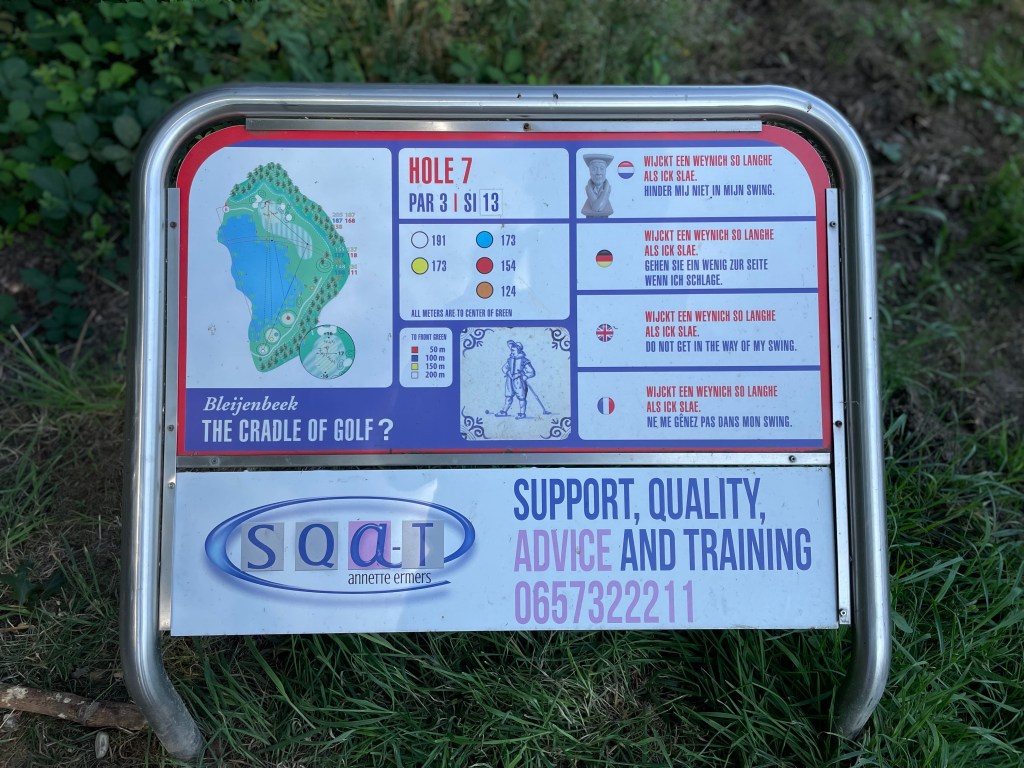 HOLE 7
PAR 3 | SI 13
191
173
173
154
124
ALL METERS ARE TO CENTER OF GREEN
TO FRONT GREEN
50 m
100 m
150 m
200 m
WIJCKT EEN WEYNICH SO LANGHE
ALS ICK SLAE.
HINDER MIJ NIET IN MIJN SWING.
WIJCKT EEN WEYNICH SO LANGHE
ALS ICK SLAE.
GEHEN SIE EIN WENIG ZUR SEITE
WENN ICH SCHLAGE.
WIJCKT EEN WEYNICH SO LANGHE
ALS ICK SLAE.
DO NOT GET IN THE WAY OF MY SWING.
WIJCKT EEN WEYNICH SO LANGHE
ALS ICK SLAE.
NE ME GÊNEZ PAS DANS MON SWING.
Bleijenbeek
THE CRADLE OF GOLF?
SQa-T
annette ermers
SUPPORT, QUALITY,
ADVICE AND TRAINING
0657322211